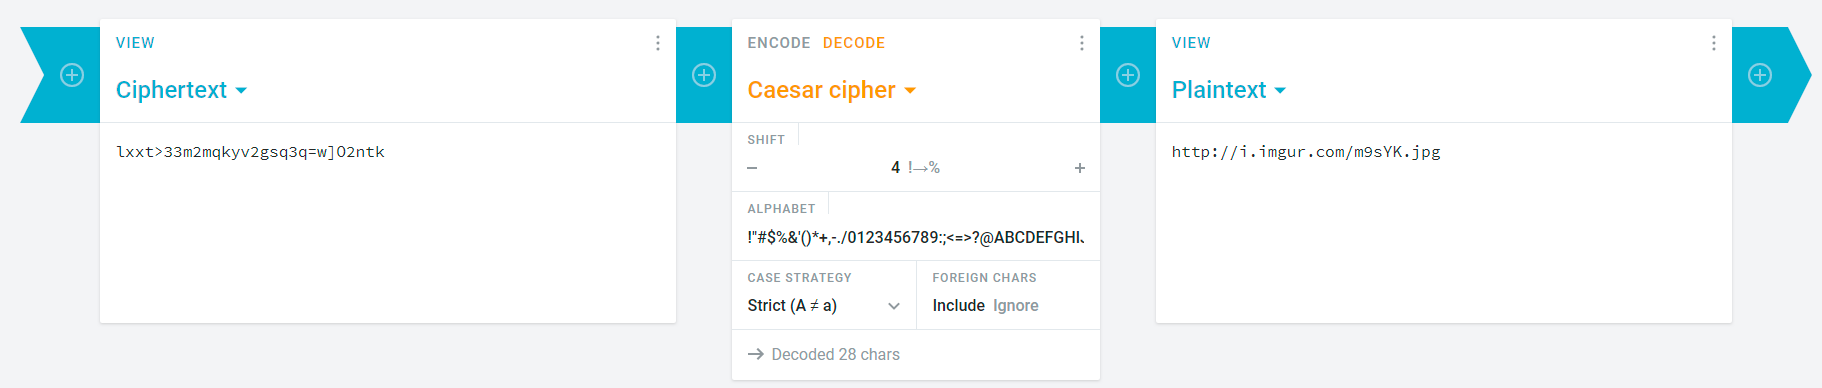 VIEW
Ciphertext
lxxt>33m2mqkyv2gsq3q=w]O2ntk
ENCODE DECODE
Caesar cipher
SHIFT
− 4 !→% +
ALPHABET
!"#$%&'()*+,-./0123456789:;<=>?@ABCDEFGHI
CASE STRATEGY
Strict (A ≠ a)
FOREIGN CHARS
Include Ignore
→ Decoded 28 chars
VIEW
Plaintext
http://i.imgur.com/m9sYK.jpg